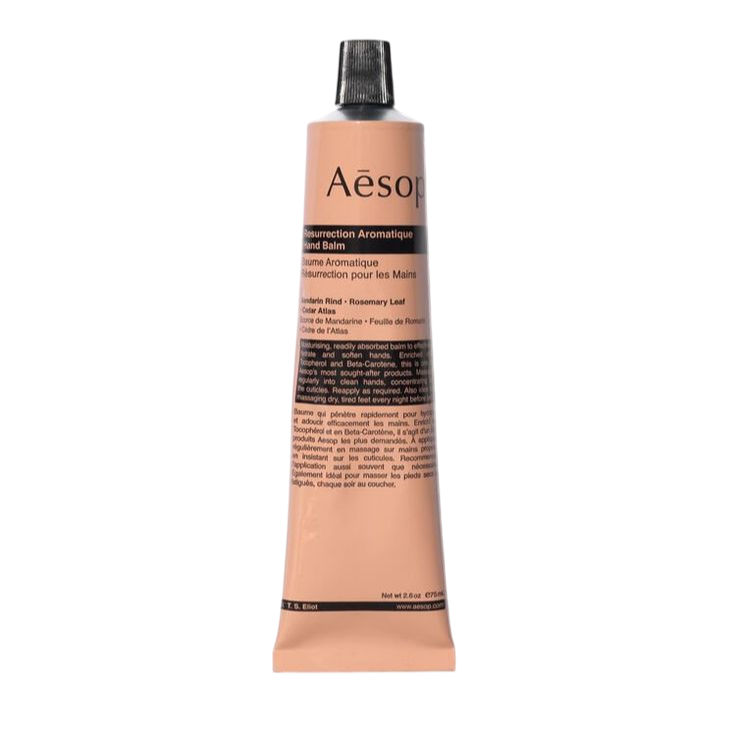 Aēsop
Resurrection Aromatique
Hand Balm
Baume Aromatique
Résurrection pour les Mains
Mandarin Rind • Rosemary Leaf
• Cedar Atlas
Écorce de Mandarine • Feuille de Romarin
• Cèdre de l'Atlas
Moisturising, readily absorbed balm to
hydrate and soften hands. Enriched
Tocopherol and Beta-Carotene, this is
Aesop's most sought-after products.
regularly into clean hands, concentrating
the cuticles. Reapply as required. Also
massaging dry, tired feet every night before
Baume qui pénètre rapidement pour
et adoucir efficacement les mains.
Tocophérol et en Beta-Carotène, il s'agit d'un
produits Aesop les plus demandés. À
régulièrement en massage sur mains
en insistant sur les cuticules.
l'application aussi souvent que
Également idéal pour masser les pieds secs
fatigués, chaque soir au coucher.
Net wt 2.6 oz ℮75 mL
T. S. Eliot www.aesop.com